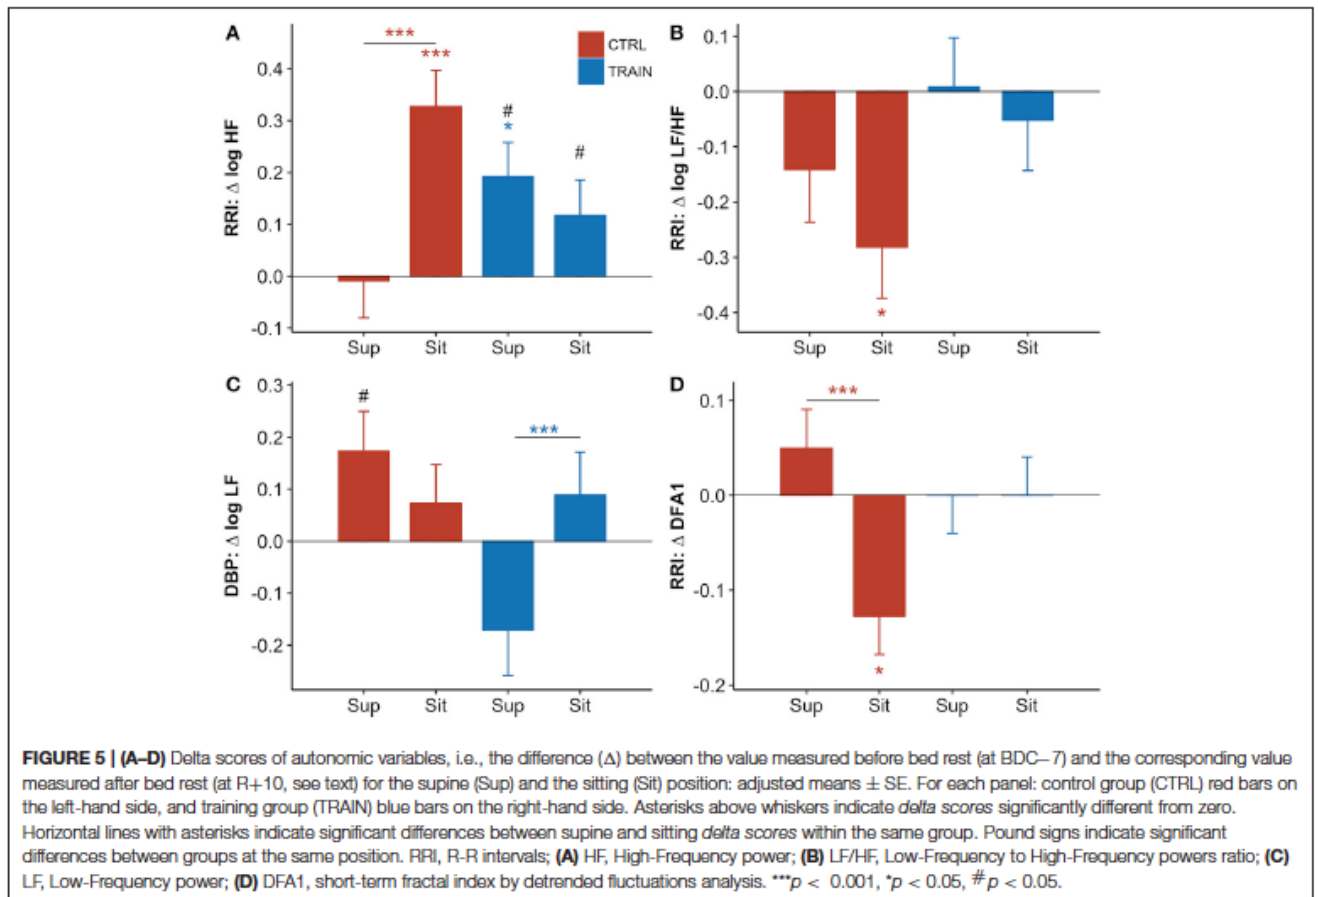 A
***
***
CTRL
TRAIN
#
*
#
RRI: Δ log HF
0.4
0.3
0.2
0.1
0.0
-0.1
Sup Sit Sup Sit
B
RRI: Δ log LF/HF
0.1
0.0
-0.1
-0.2
-0.3
-0.4
*
Sup Sit Sup Sit
C
DBP: Δ log LF
0.3
0.2
0.1
0.0
-0.1
-0.2
#
***
Sup Sit Sup Sit
D
RRI: Δ DFA1
0.1
0.0
-0.1
-0.2
***
*
Sup Sit Sup Sit
FIGURE 5 | (A–D) Delta scores of autonomic variables, i.e., the difference (Δ) between the value measured before bed rest (at BDC−7) and the corresponding value
measured after bed rest (at R+10, see text) for the supine (Sup) and the sitting (Sit) position: adjusted means ± SE. For each panel: control group (CTRL) red bars on
the left-hand side, and training group (TRAIN) blue bars on the right-hand side. Asterisks above whiskers indicate delta scores significantly different from zero.
Horizontal lines with asterisks indicate significant differences between supine and sitting delta scores within the same group. Pound signs indicate significant
differences between groups at the same position. RRI, R-R intervals; (A) HF, High-Frequency power; (B) LF/HF, Low-Frequency to High-Frequency powers ratio; (C)
LF, Low-Frequency power; (D) DFA1, short-term fractal index by detrended fluctuations analysis. ***p < 0.001, *p < 0.05, #p < 0.05.